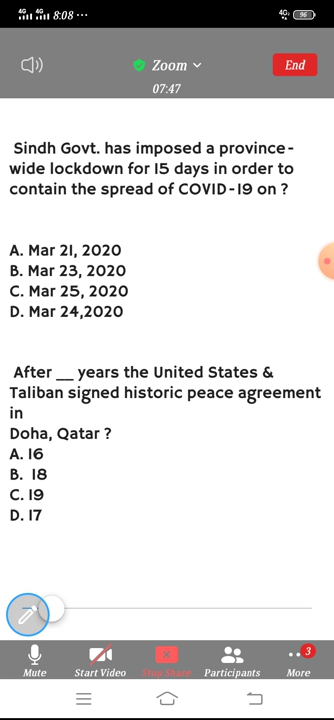 4G 4G 8:08 ... 4G 96
Zoom End
07:47
Sindh Govt. has imposed a province-
wide lockdown for 15 days in order to
contain the spread of COVID-19 on ?
A. Mar 21, 2020
B. Mar 23, 2020
C. Mar 25, 2020
D. Mar 24,2020
After __ years the United States &
Taliban signed historic peace agreement
in
Doha, Qatar ?
A. 16
B. 18
C. 19
D. 17
3
Mute Start Video Stop Share Participants More